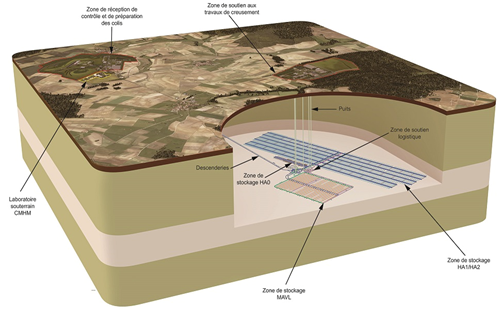 Zone de réception de
contrôle et de préparation
des colis
Zone de soutien aux
travaux de creusement
Puits
Zone de soutien
logistique
Descenderies
Zone de
stockage HA0
Laboratoire
souterrain
CMHM
Zone de stockage
HA1/HA2
Zone de stockage
MAVL